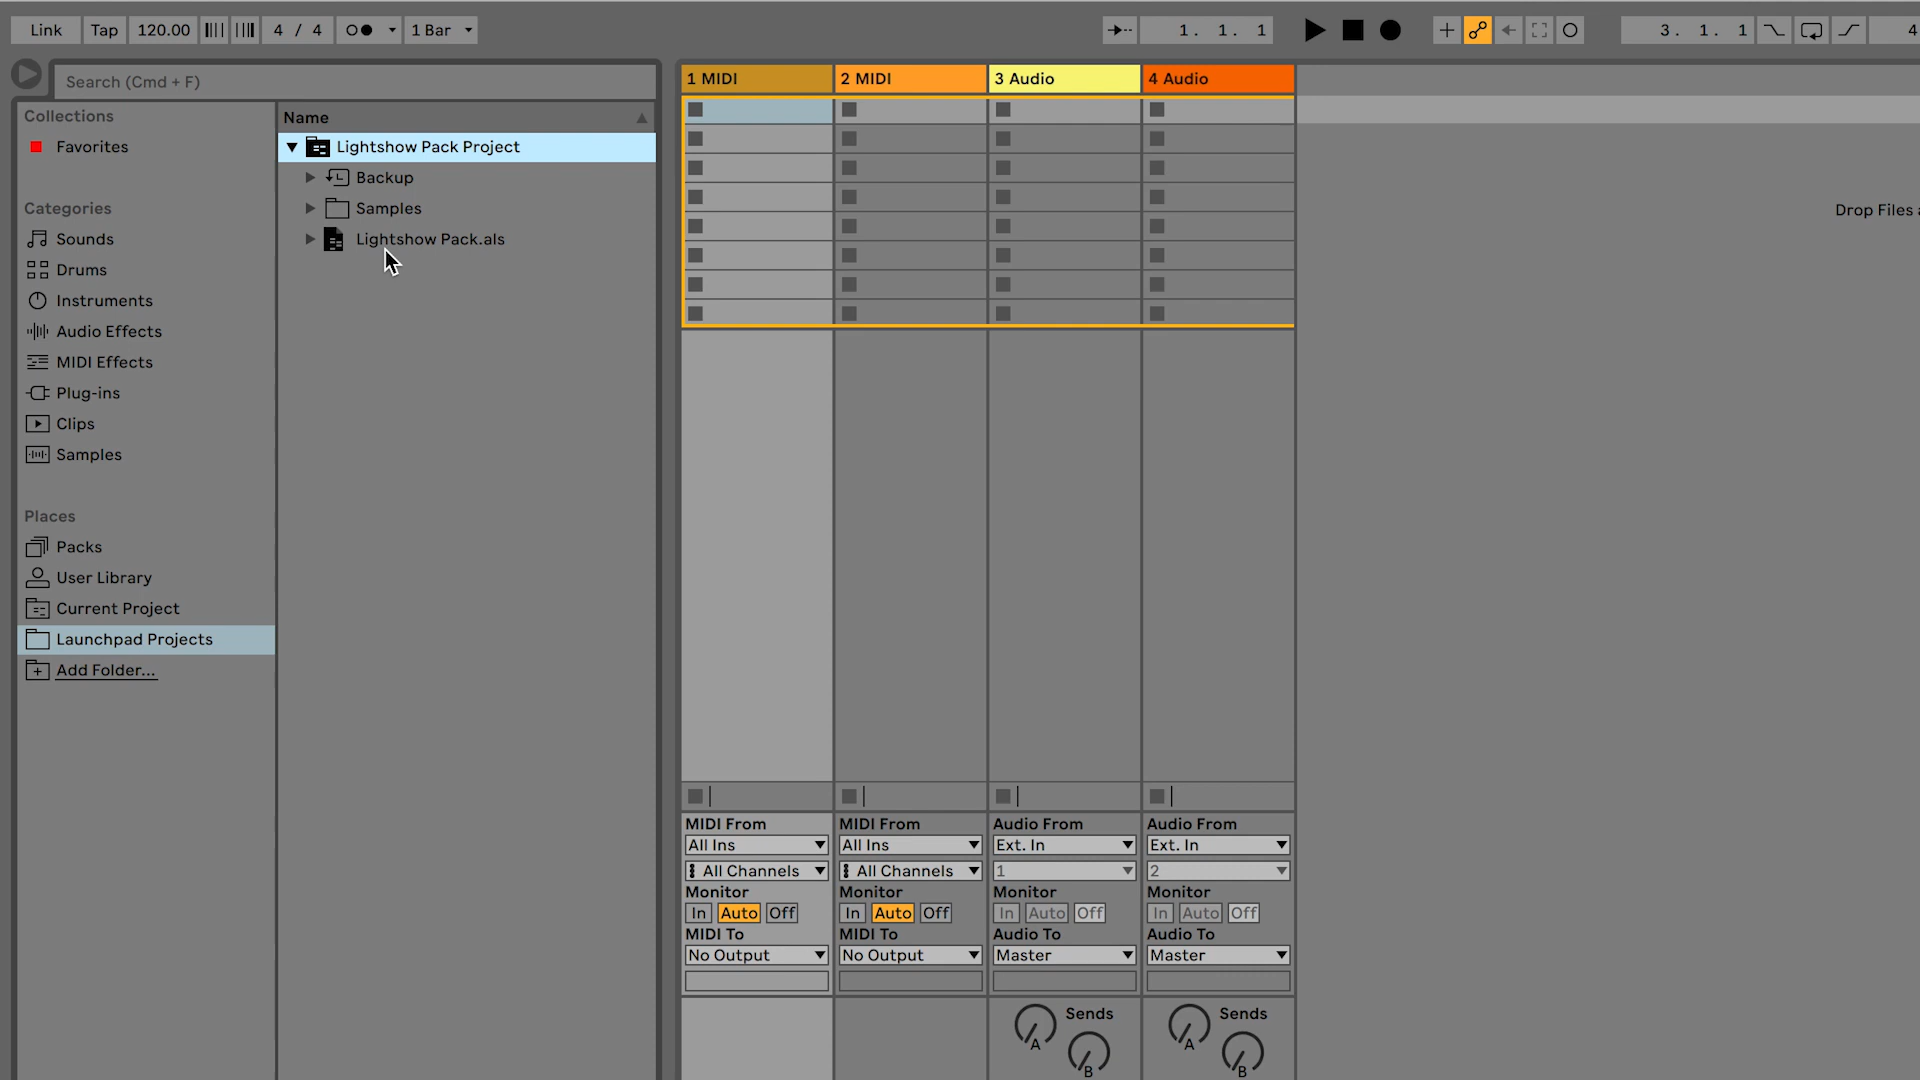 Link Tap 120.00 4 / 4 1 Bar 1. 1. 1 3. 1. 1 4
Search (Cmd + F)
Collections
Favorites
Categories
Sounds
Drums
Instruments
Audio Effects
MIDI Effects
Plug-ins
Clips
Samples
Places
Packs
User Library
Current Project
Launchpad Projects
Add Folder...
Name
Lightshow Pack Project
Backup
Samples
Lightshow Pack.als
1 MIDI 2 MIDI 3 Audio 4 Audio
Drop Files
MIDI From MIDI From Audio From Audio From
All Ins All Ins Ext. In Ext. In
All Channels All Channels 1 2
Monitor Monitor Monitor Monitor
In Auto Off In Auto Off In Auto Off In Auto Off
MIDI To MIDI To Audio To Audio To
No Output No Output Master Master
Sends Sends
A A
B B